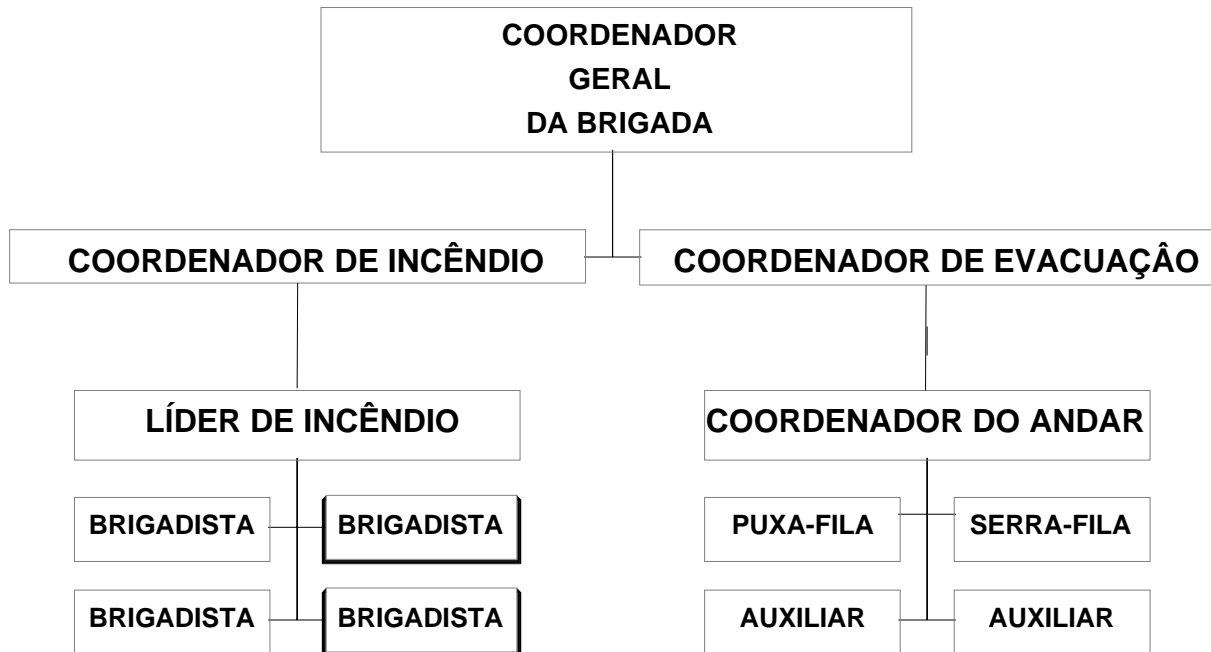 COORDENADOR
GERAL
DA BRIGADA
COORDENADOR DE INCÊNDIO
COORDENADOR DE EVACUAÇÂO
LÍDER DE INCÊNDIO
COORDENADOR DO ANDAR
BRIGADISTA
BRIGADISTA
PUXA-FILA
SERRA-FILA
BRIGADISTA
BRIGADISTA
AUXILIAR
AUXILIAR